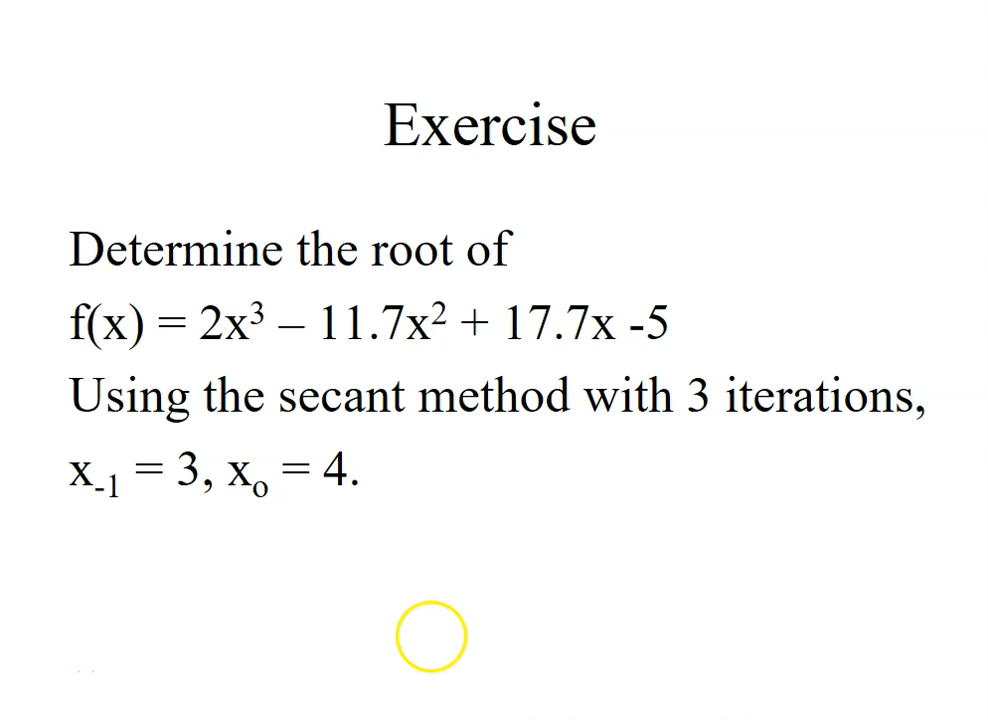 Exercise
Determine the root of
f(x) = 2x³ – 11.7x² + 17.7x -5
Using the secant method with 3 iterations,
x₋₁ = 3, xₒ = 4.